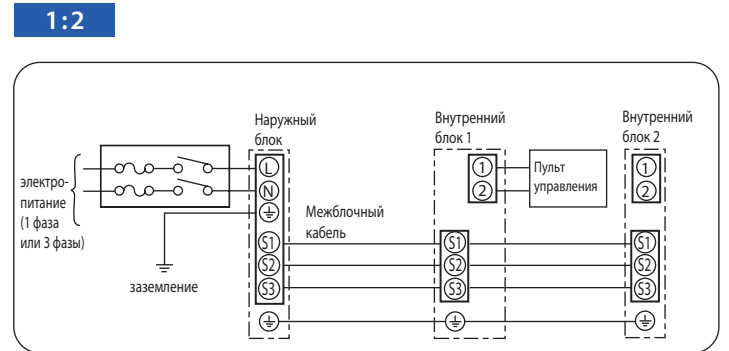 1:2
Наружный
блок
Внутренний
блок 1
Внутренний
блок 2
электро-
питание
(1 фаза
или 3 фазы)
L
N
S1
S2
S3
заземление
Межблочный
кабель
1
2
Пульт
управления
S1
S2
S3
1
2
S1
S2
S3